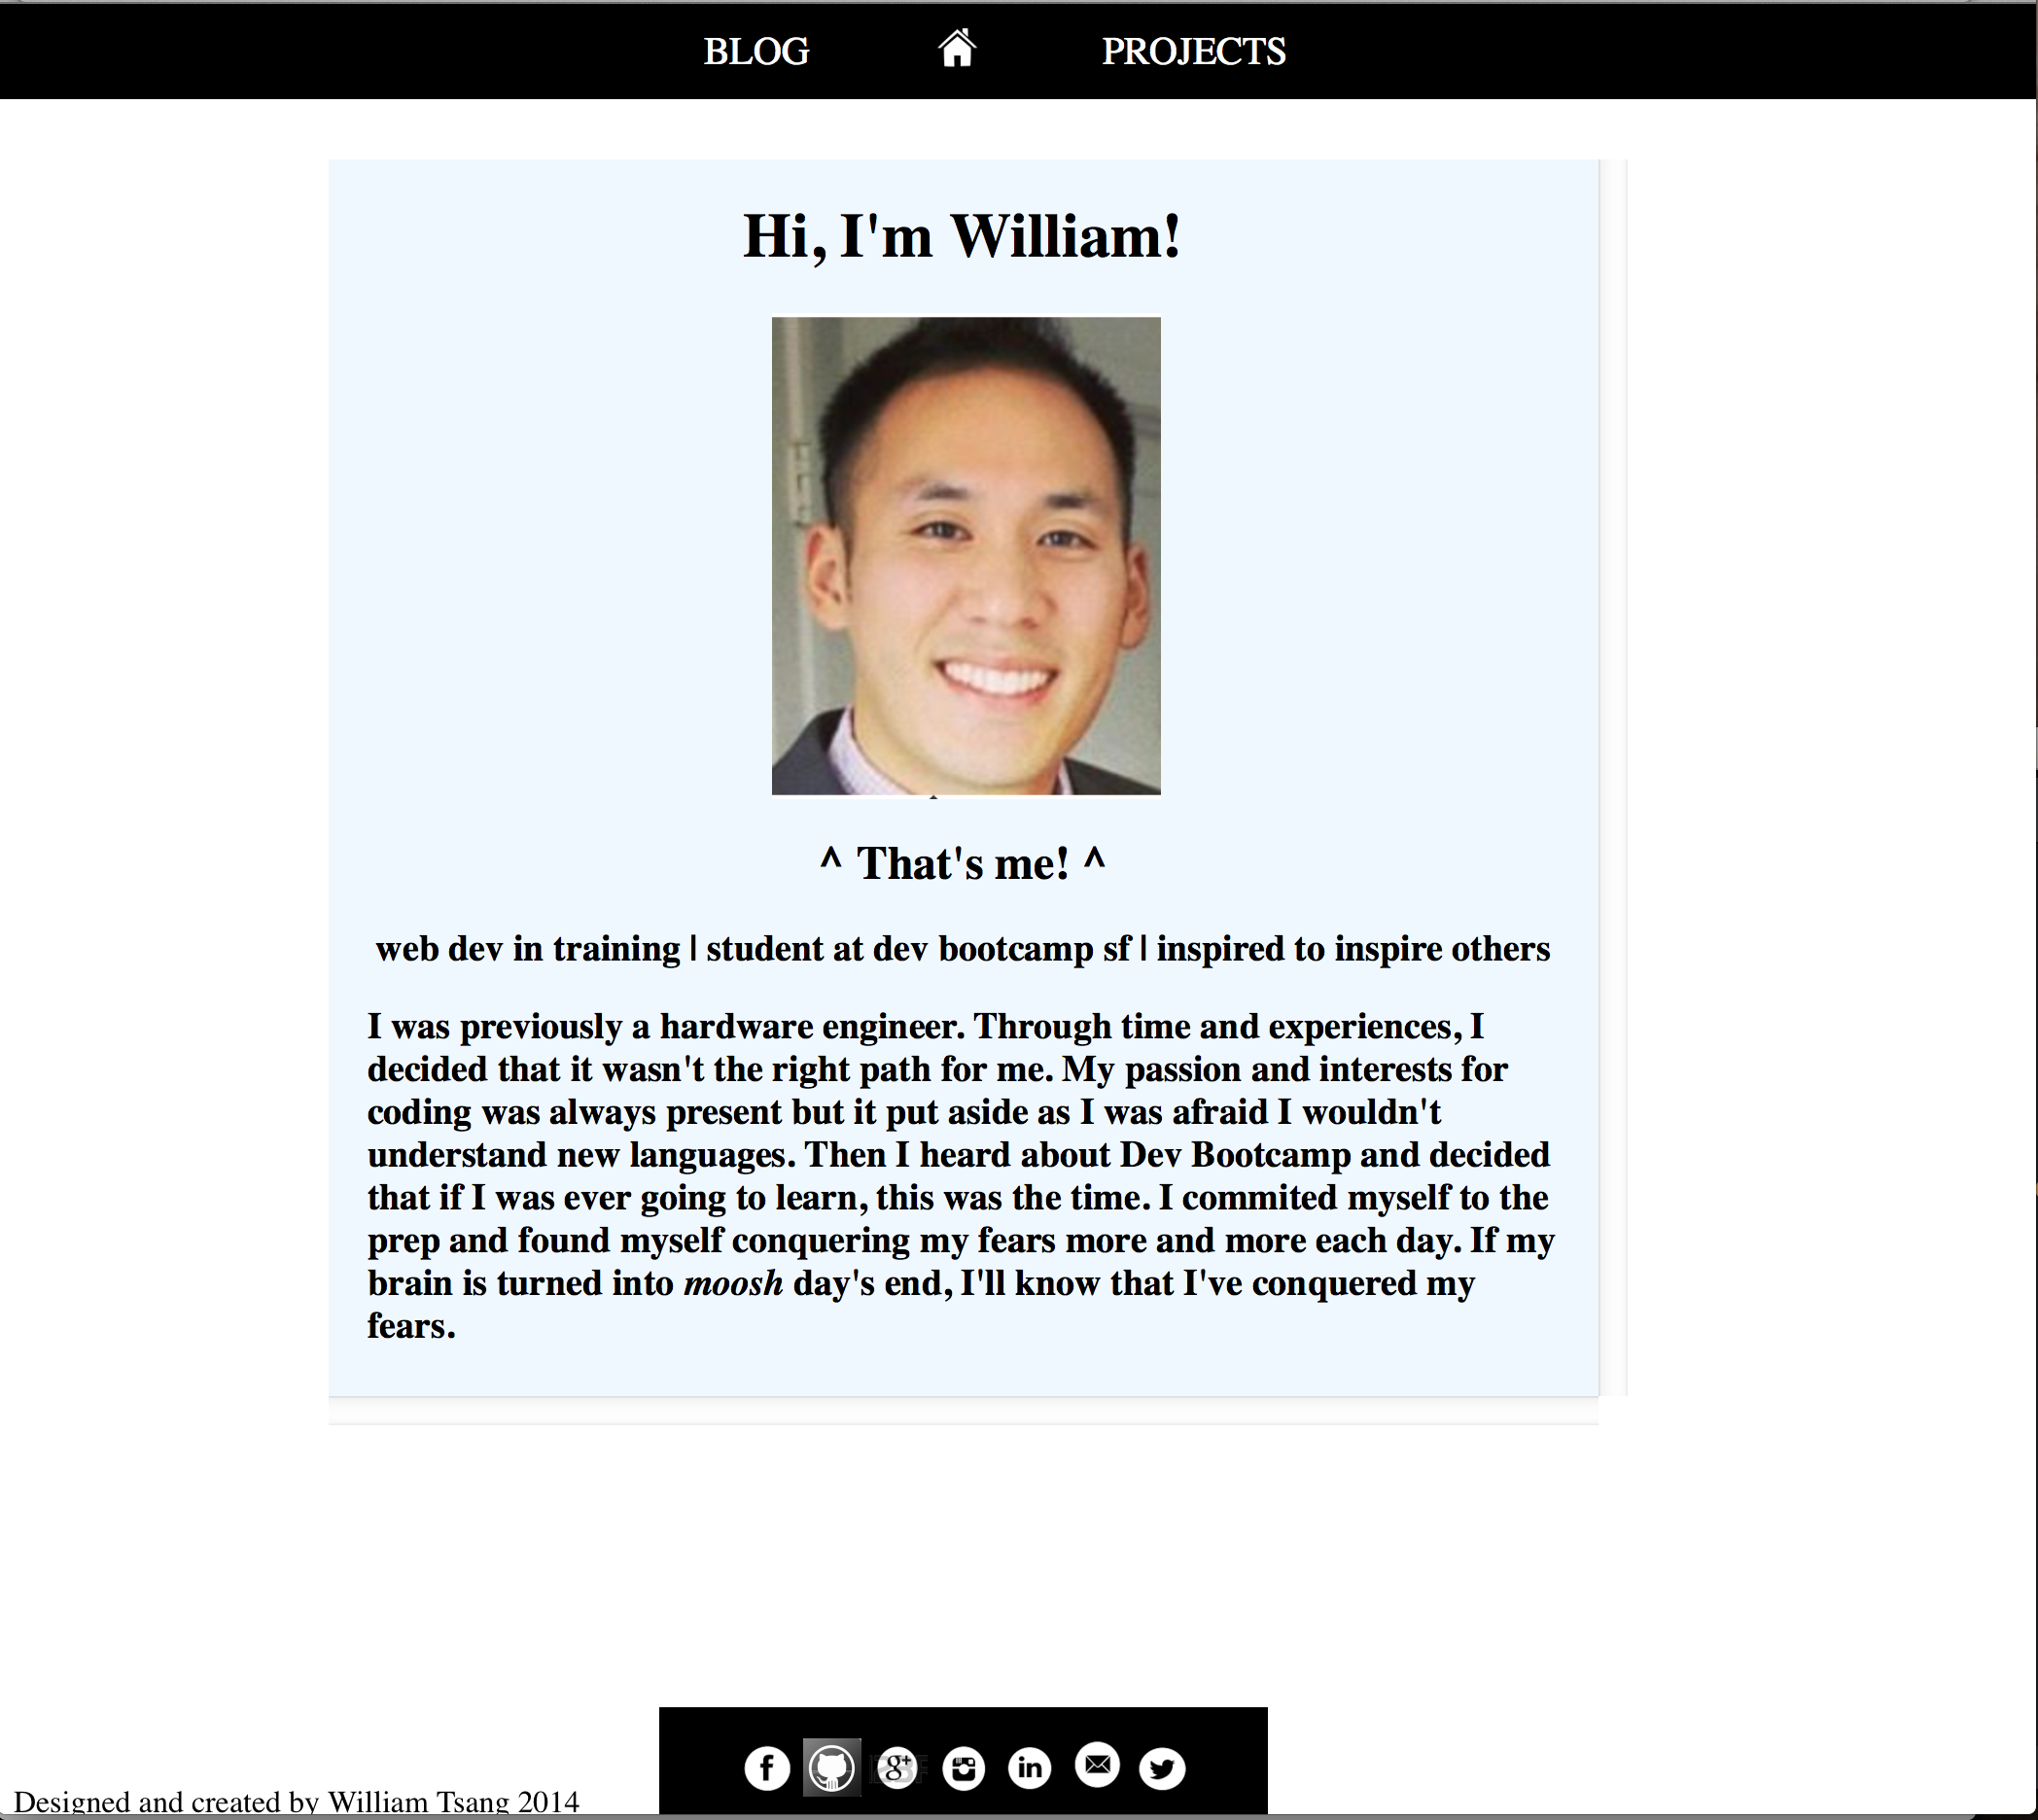 BLOG PROJECTS
Hi, I'm William!
^ That's me! ^
web dev in training | student at dev bootcamp sf | inspired to inspire others
I was previously a hardware engineer. Through time and experiences, I
decided that it wasn't the right path for me. My passion and interests for
coding was always present but it put aside as I was afraid I wouldn't
understand new languages. Then I heard about Dev Bootcamp and decided
that if I was ever going to learn, this was the time. I commited myself to the
prep and found myself conquering my fears more and more each day. If my
brain is turned into moosh day's end, I'll know that I've conquered my
fears.
f g+ in
Designed and created by William Tsang 2014